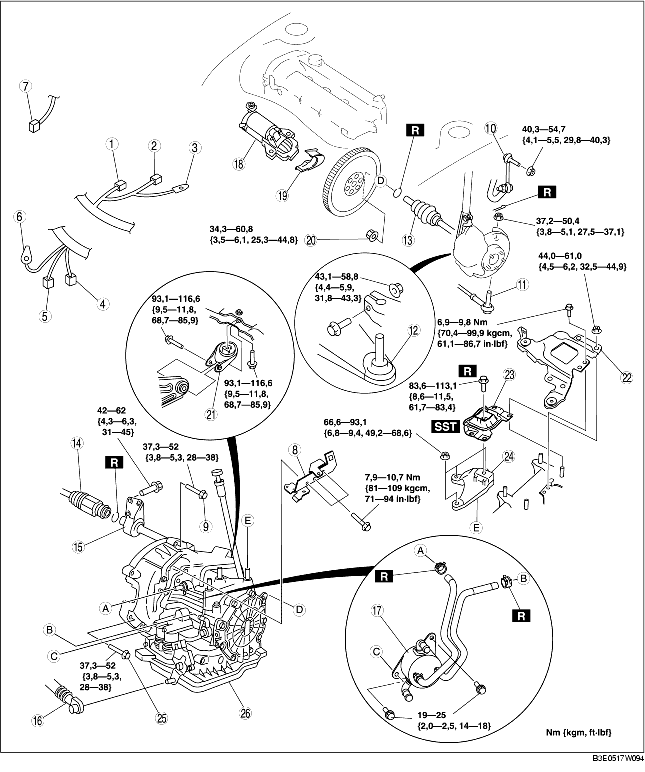 7
1
2
3
6
5
4
18
19
R
D
13
10
40,3—54,7
{4,1—5,5, 29,8—40,3}
R
37,2—50,4
{3,8—5,1, 27,5—37,1}
44,0—61,0
{4,5—6,2, 32,5—44,9}
11
34,3—60,8
{3,5—6,1, 25,3—44,8}
20
93,1—116,6
{9,5—11,8,
68,7—85,9}
93,1—116,6
{9,5—11,8,
68,7—85,9}
21
43,1—58,8
{4,4—5,9,
31,8—43,3}
12
6,9—9,8 Nm
{70,4—99,9 kgcm,
61,1—86,7 in·lbf}
22
R
83,6—113,1
{8,6—11,5,
61,7—83,4}
23
SST
42—62
{4,3—6,3,
31—45}
37,3—52
{3,8—5,3, 28—38}
14
R
15
9
8
66,6—93,1
{6,8—9,4, 49,2—68,6}
7,9—10,7 Nm
{81—109 kgcm,
71—94 in·lbf}
24
E
E
A
B
C
D
37,3—52
{3,8—5,3,
28—38}
16
25
26
A
R
B
R
17
C
19—25
{2,0—2,5, 14—18}
Nm {kgm, ft·lbf}
B3E0517W094